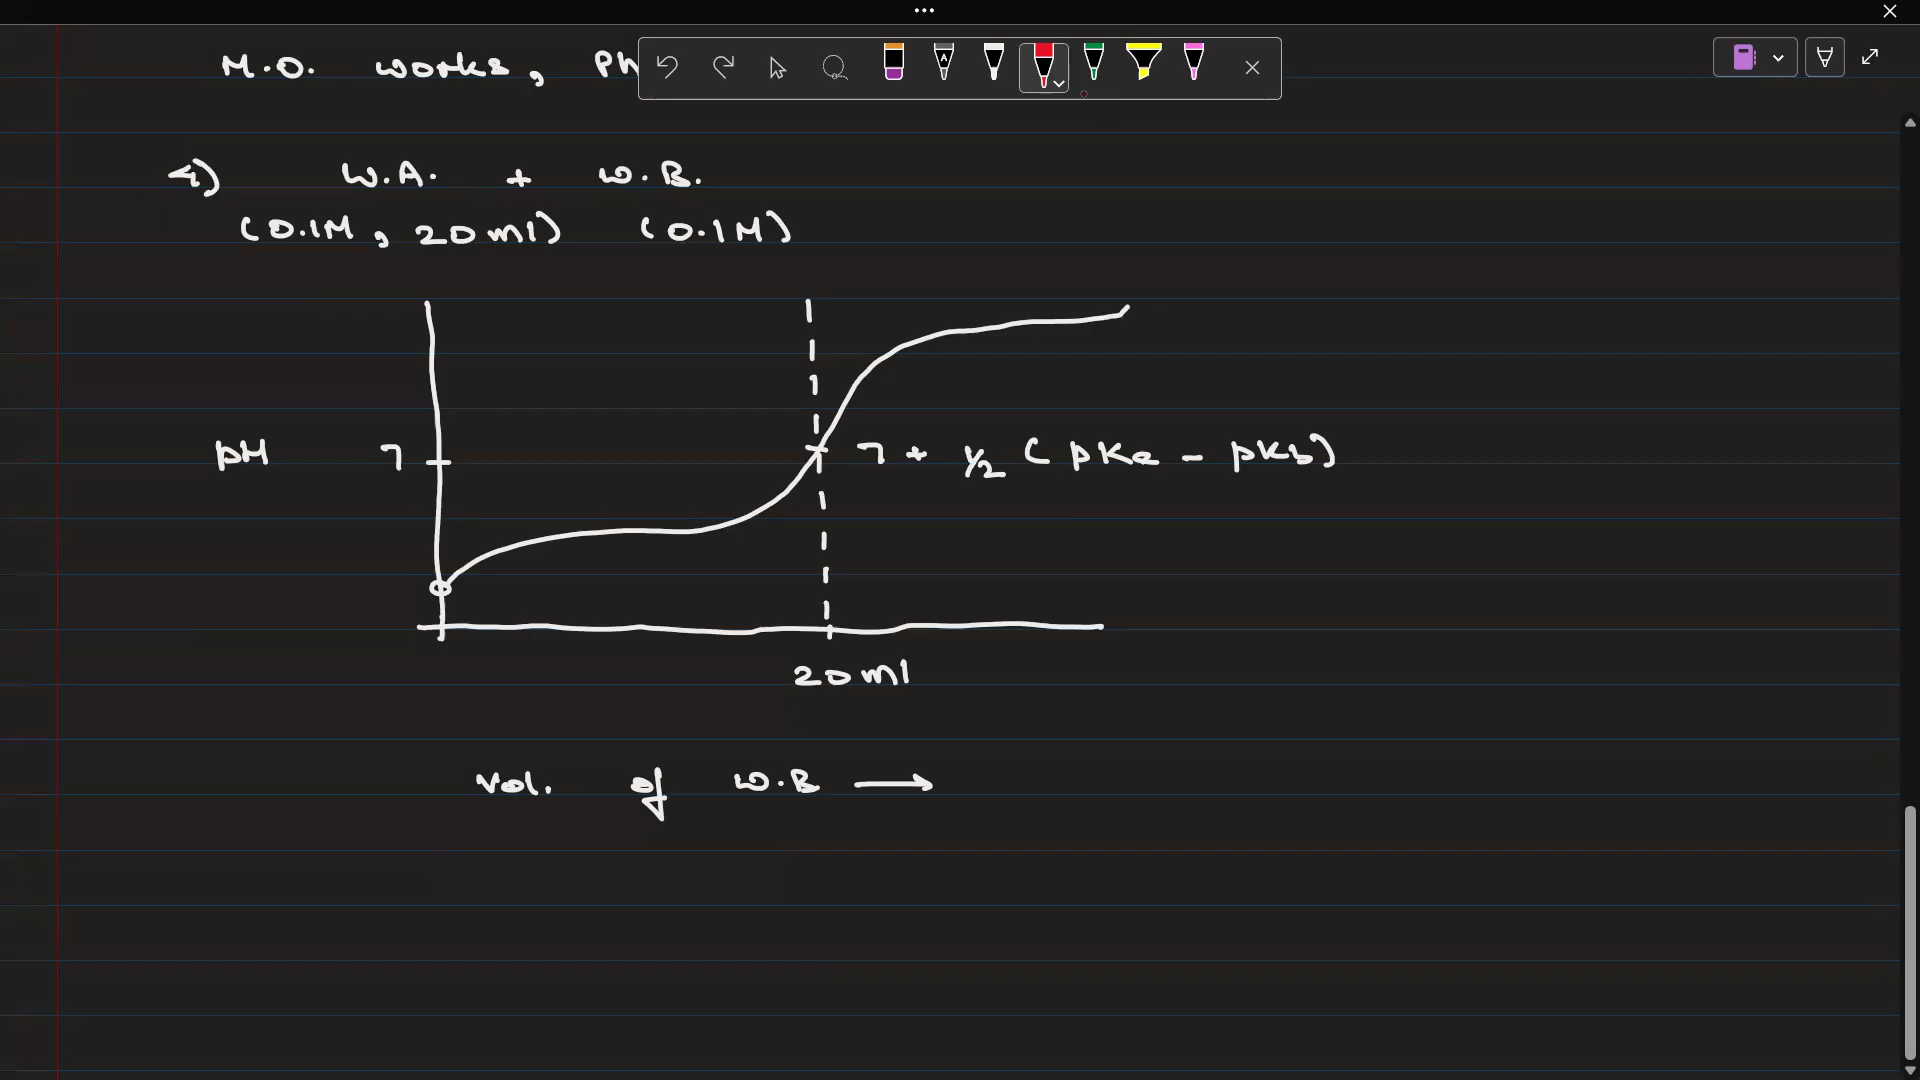 M.O. works, Ph
4) W.A. + W.B.
(0.1M, 20ml) (0.1M)
pH 7 7 + 1/2 (pKa - pKb)
20ml
Vol. of W.B →